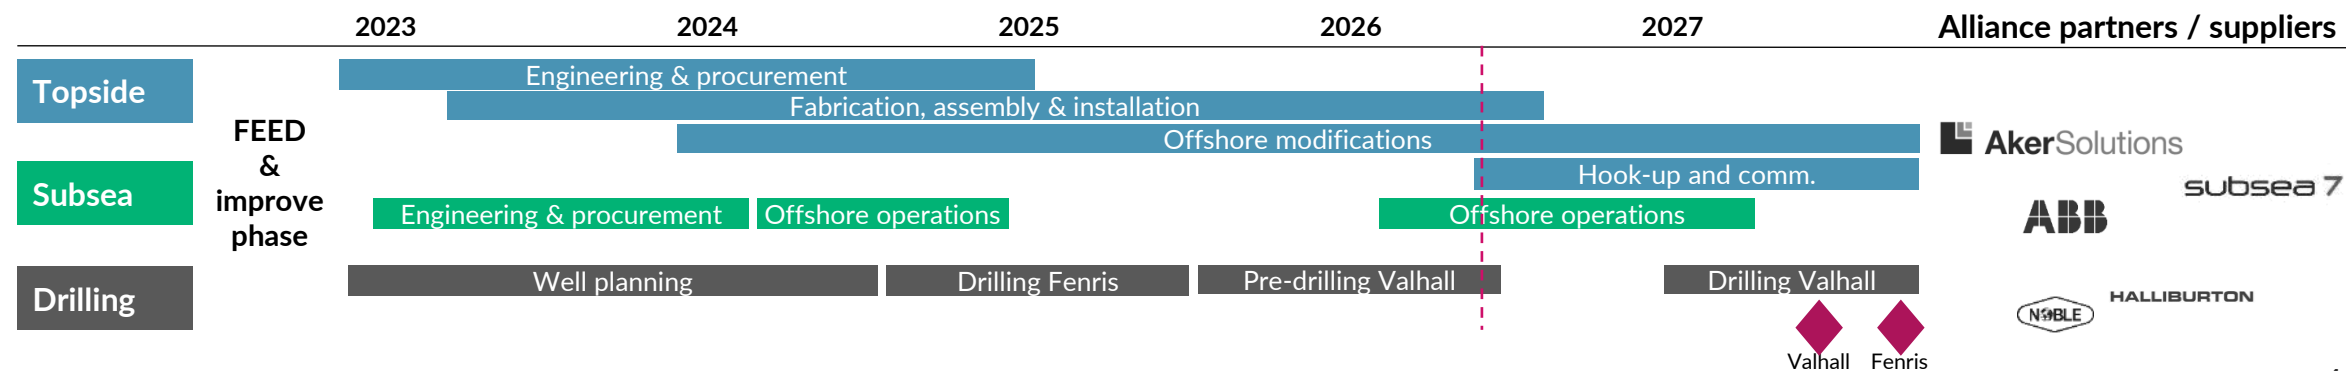 2023 2024 2025 2026 2027 Alliance partners / suppliers
Topside
Engineering & procurement
Fabrication, assembly & installation
Offshore modifications
Hook-up and comm.
FEED
&
improve
phase
Subsea
Engineering & procurement Offshore operations Offshore operations
Drilling
Well planning Drilling Fenris Pre-drilling Valhall Drilling Valhall
Valhall Fenris
AkerSolutions
subsea 7
ABB
HALLIBURTON
NOBLE